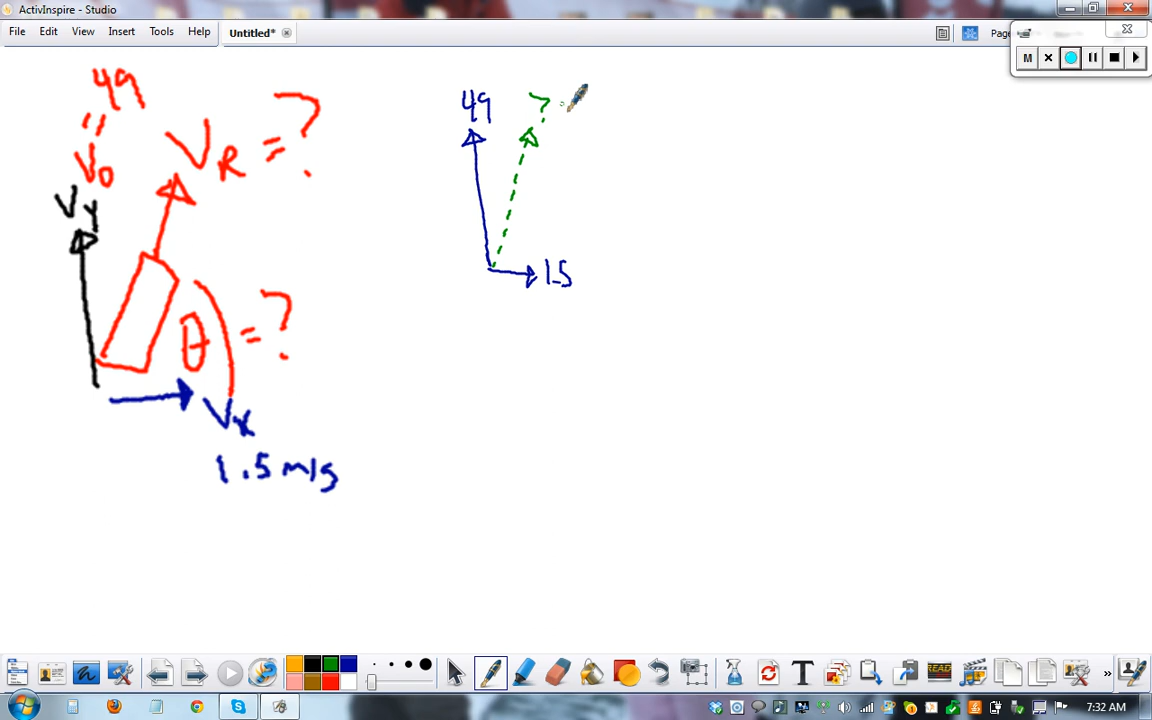 ActivInspire - Studio
File Edit View Insert Tools Help Untitled*
M
49
"
V0
VR = ?
Vy
θ = ?
Vx
1.5 m/s
49
?
1.5
READ
T
»
7:32 AM